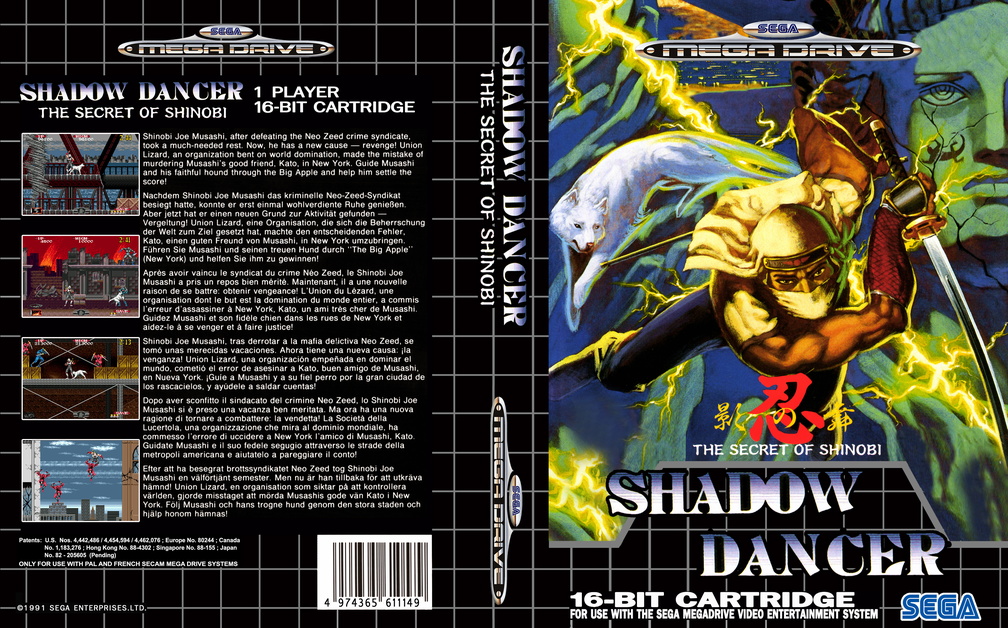 SEGA
MEGA DRIVE
SHADOW DANCER
THE SECRET OF SHINOBI
1 PLAYER
16-BIT CARTRIDGE
Shinobi Joe Musashi, after defeating the Neo Zeed crime syndicate,
took a much-needed rest. Now, he has a new cause — revenge! Union
Lizard, an organization bent on world domination, made the mistake of
murdering Musashi's good friend, Kato, in New York. Guide Musashi
and his faithful hound through the Big Apple and help him settle the
score!
Nachdem Shinobi Joe Musashi das kriminelle Neo-Zeed-Syndikat
besiegt hatte, konnte er erst einmal wohlverdiente Ruhe genießen.
Aber jetzt hat er einen neuen Grund zur Aktivität gefunden —
Vergeltung! Union Lizard, eine Organisation, die sich die Beherrschung
der Welt zum Ziel gesetzt hat, machte den entscheidenden Fehler,
Kato, einen guten Freund von Musashi, in New York umzubringen.
Führen Sie Musashi und seinen treuen Hund durch "The Big Apple"
(New York) und helfen Sie ihm zu gewinnen!
Après avoir vaincu le syndicat du crime Néo Zeed, le Shinobi Joe
Musashi a pris un repos bien mérité. Maintenant, il a une nouvelle
raison de se battre: obtenir vengeance! L'Union du Lézard, une
organisation dont le but est la domination du monde entier, a commis
l'erreur d'assassiner à New York, Kato, un ami très cher de Musashi.
Guidez Musashi et son fidèle chien dans les rues de New York et
aidez-le à se venger et à faire justice!
Shinobi Joe Musashi, tras derrotar a la mafia delictiva Neo Zeed, se
tomó unas merecidas vacaciones. Ahora tiene una nueva causa: ¡la
venganza! Union Lizard, una organización empeñada en dominar el
mundo, cometió el error de asesinar a Kato, buen amigo de Musashi,
en Nueva York. ¡Guíe a Musashi y a su fiel perro por la gran ciudad de
los rascacielos, y ayúdele a saldar cuentas!
Dopo aver sconfitto il sindacato del crimine Neo Zeed, lo Shinobi Joe
Musashi si è preso una vacanza ben meritata. Ma ora ha una nuova
ragione di tornare a combattere: la vendetta! La Società della
Lucertola, una organizzazione che mira al dominio mondiale, ha
commesso l'errore di uccidere a New York l'amico di Musashi, Kato.
Guidate Musashi e il suo fedele segugio attraverso le strade della
metropoli americana e aiutatelo a pareggiare il conto!
Efter att ha besegrat brottssyndikatet Neo Zeed tog Shinobi Joe
Musashi en välförtjänt semester. Men nu är han tillbaka för att utkräva
hämnd! Union Lizard, en organisation som siktar på att kontrollera
världen, gjorde misstaget att mörda Musashis gode vän Kato i New
York. Följ Musashi och hans trogne hund genom den stora staden och
hjälp honom hämnas!
Patents: U.S. Nos. 4,442,486 / 4,454,594 / 4,462,076 ; Europe No. 80244 ; Canada
No. 1,183,276 ; Hong Kong No. 88-4302 ; Singapore No. 88-155 ; Japan
No. 82 - 205605 (Pending)
ONLY FOR USE WITH PAL AND FRENCH SECAM MEGA DRIVE SYSTEMS
©1991 SEGA ENTERPRISES.LTD.
4 974365 611149
SHADOW DANCER
THE SECRET OF SHINOBI
SEGA
MEGA DRIVE
SEGA
MEGA DRIVE
影の舞
忍
THE SECRET OF SHINOBI
SHADOW
DANCER
16-BIT CARTRIDGE
FOR USE WITH THE SEGA MEGADRIVE VIDEO ENTERTAINMENT SYSTEM
SEGA